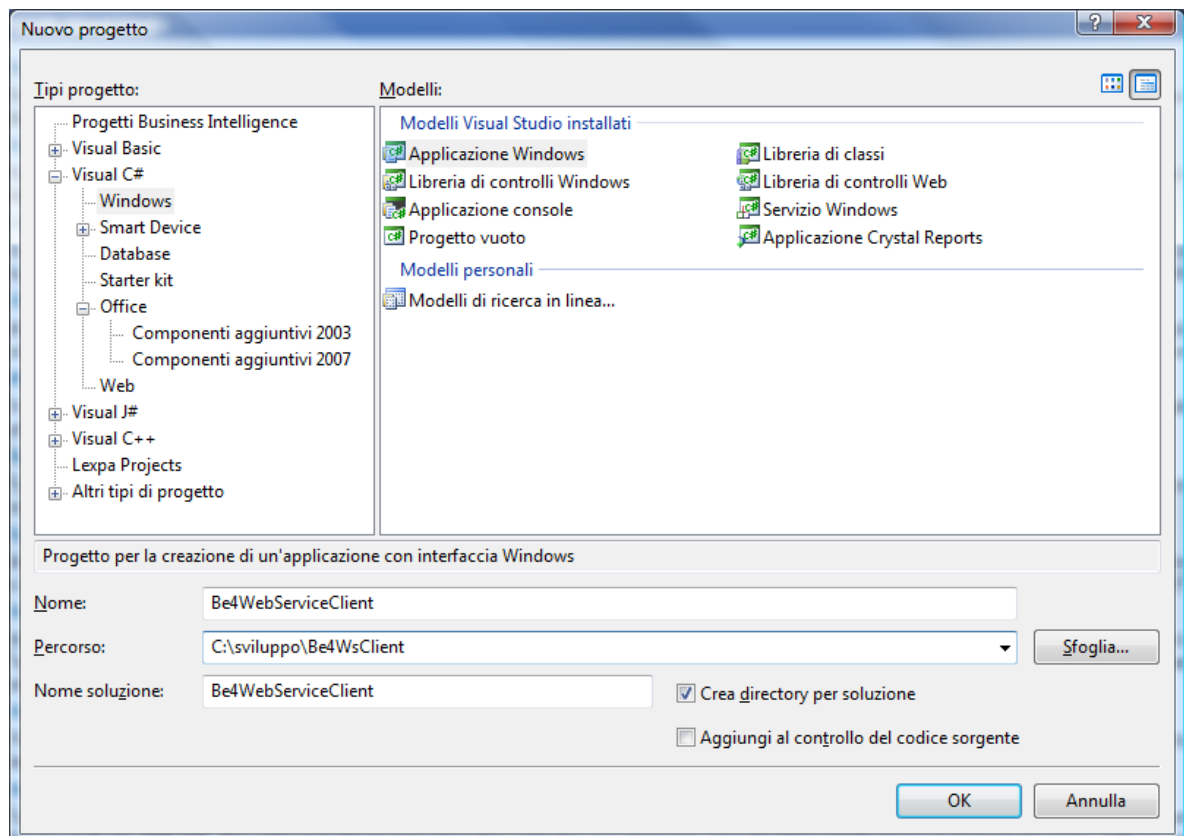 Nuovo progetto
Tipi progetto:
Modelli:
Progetti Business Intelligence
Visual Basic
Visual C#
Windows
Smart Device
Database
Starter kit
Office
Componenti aggiuntivi 2003
Componenti aggiuntivi 2007
Web
Visual J#
Visual C++
Lexpa Projects
Altri tipi di progetto
Modelli Visual Studio installati
Applicazione Windows
Libreria di classi
Libreria di controlli Windows
Libreria di controlli Web
Applicazione console
Servizio Windows
Progetto vuoto
Applicazione Crystal Reports
Modelli personali
Modelli di ricerca in linea...
Progetto per la creazione di un'applicazione con interfaccia Windows
Nome:
Be4WebServiceClient
Percorso:
C:\sviluppo\Be4WsClient
Sfoglia...
Nome soluzione:
Be4WebServiceClient
Crea directory per soluzione
Aggiungi al controllo del codice sorgente
OK
Annulla